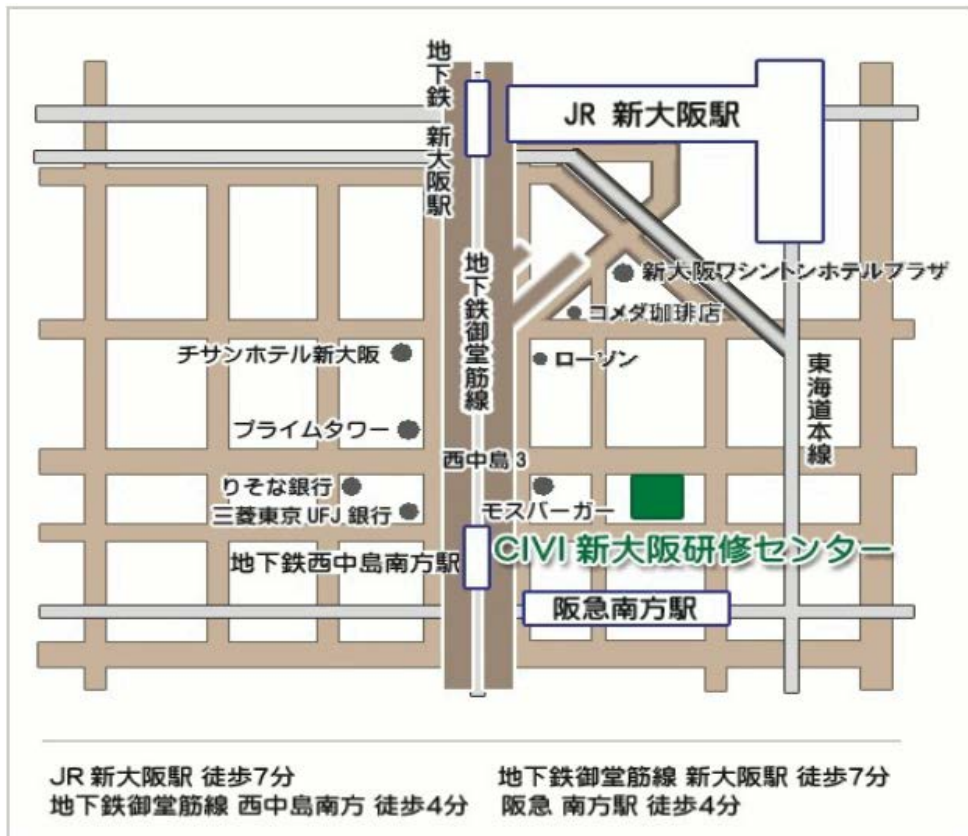 地下鉄 新大阪駅
JR 新大阪駅
地下鉄御堂筋線
新大阪ワシントンホテルプラザ
コメダ珈琲店
チサンホテル新大阪
ローソン
東海道本線
プライムタワー
西中島 3
りそな銀行
モスバーガー
三菱東京 UFJ 銀行
CIVI 新大阪研修センター
地下鉄西中島南方駅
阪急南方駅
JR 新大阪駅 徒歩7分
地下鉄御堂筋線 新大阪駅 徒歩7分
地下鉄御堂筋線 西中島南方 徒歩4分
阪急 南方駅 徒歩4分